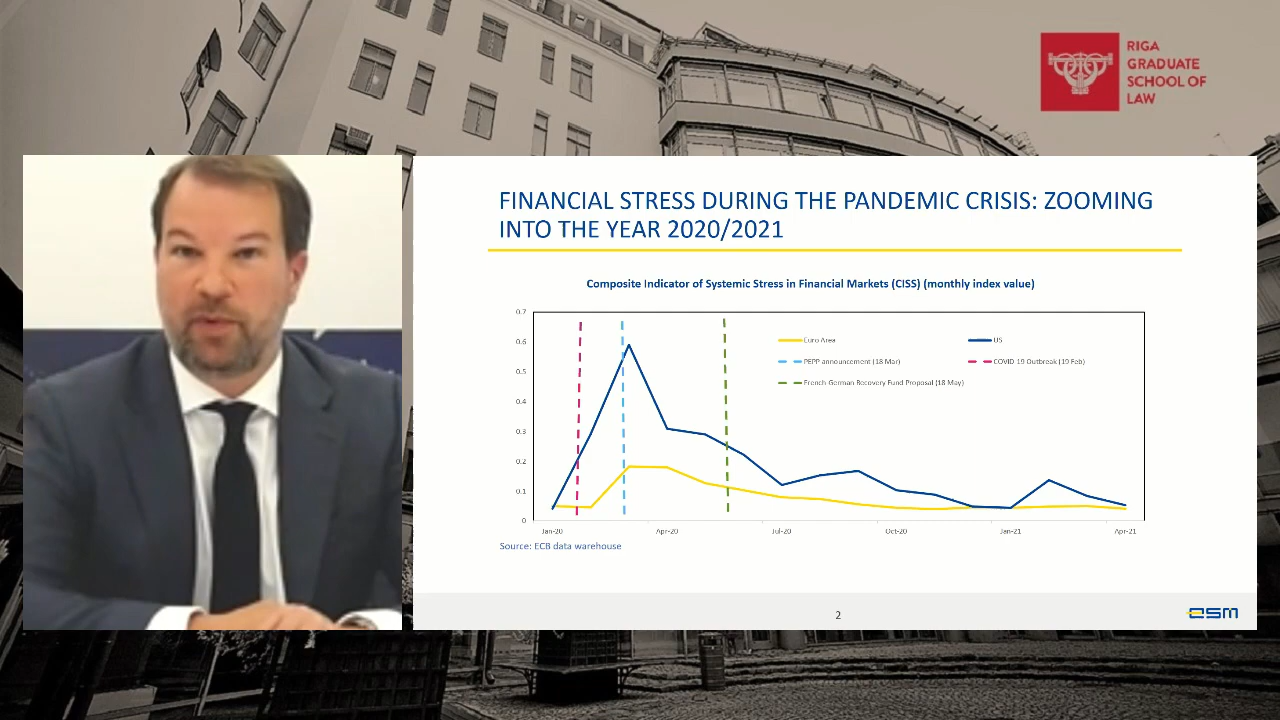 RIGA
GRADUATE
SCHOOL OF
LAW
FINANCIAL STRESS DURING THE PANDEMIC CRISIS: ZOOMING
INTO THE YEAR 2020/2021
Composite Indicator of Systemic Stress in Financial Markets (CISS) (monthly index value)
0.7
0.6
0.5
0.4
0.3
0.2
0.1
0
Euro Area
US
PEPP announcement (18 Mar)
COVID-19 Outbreak (19 Feb)
French-German Recovery Fund Proposal (18 May)
Jan-20
Apr-20
Jul-20
Oct-20
Jan-21
Apr-21
Source: ECB data warehouse
2
esm